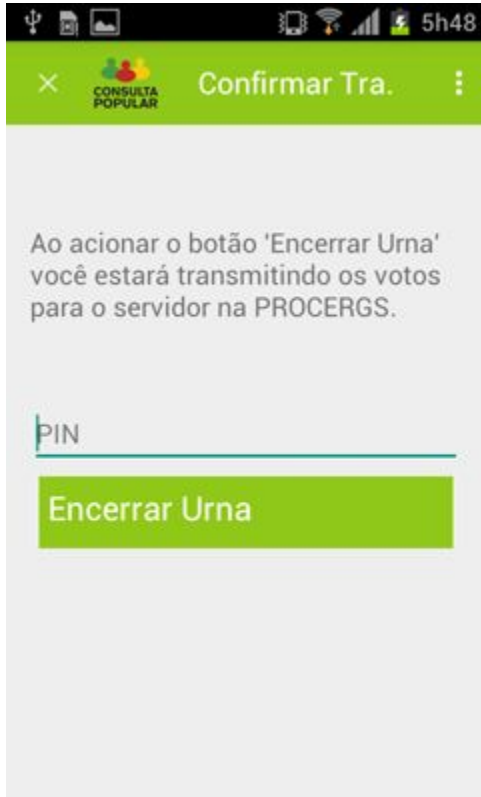 5h48
CONSULTA
POPULAR
Confirmar Tra.
Ao acionar o botão 'Encerrar Urna'
você estará transmitindo os votos
para o servidor na PROCERGS.
PIN
Encerrar Urna